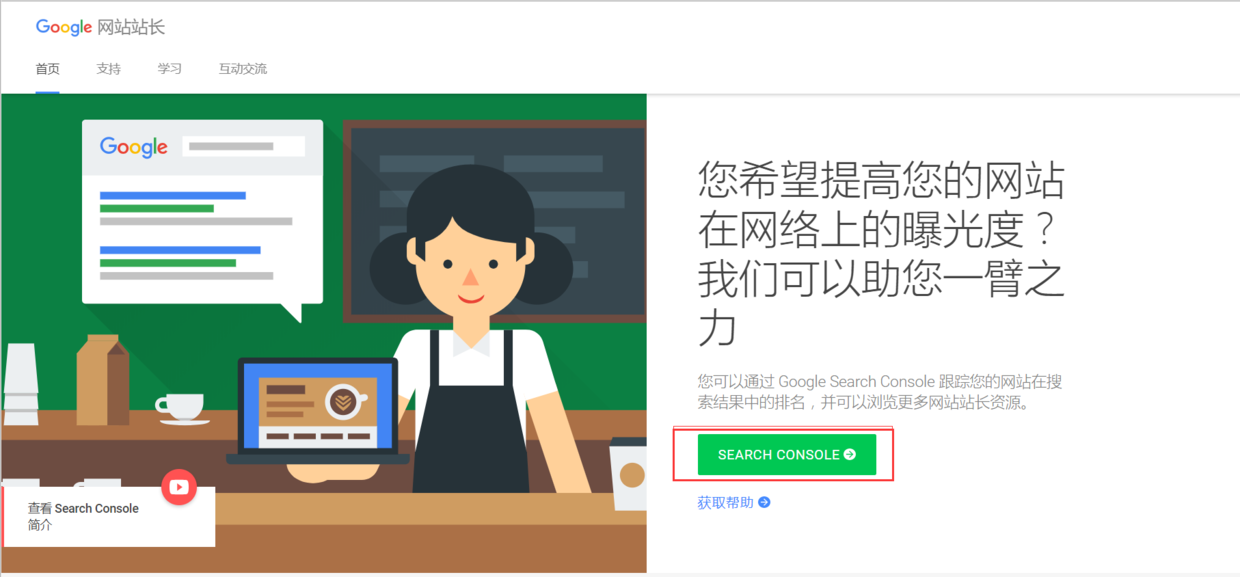 Google 网站站长
首页 支持 学习 互动交流
Google
您希望提高您的网站
在网络上的曝光度？
我们可以助您一臂之
力
您可以通过 Google Search Console 跟踪您的网站在搜
索结果中的排名，并可以浏览更多网站站长资源。
SEARCH CONSOLE
获取帮助
查看 Search Console
简介